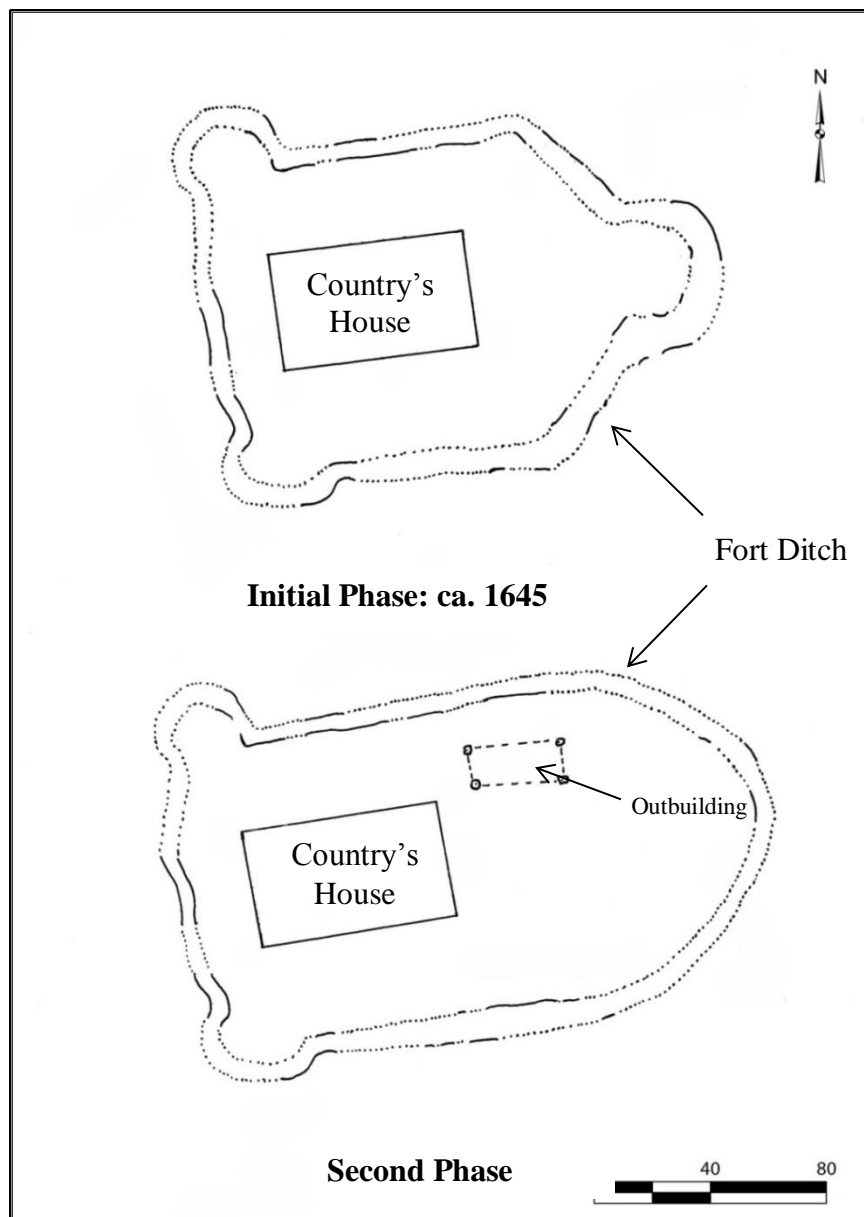 N
Country’s
House
Fort Ditch
Initial Phase: ca. 1645
Outbuilding
Country’s
House
Second Phase
40
80